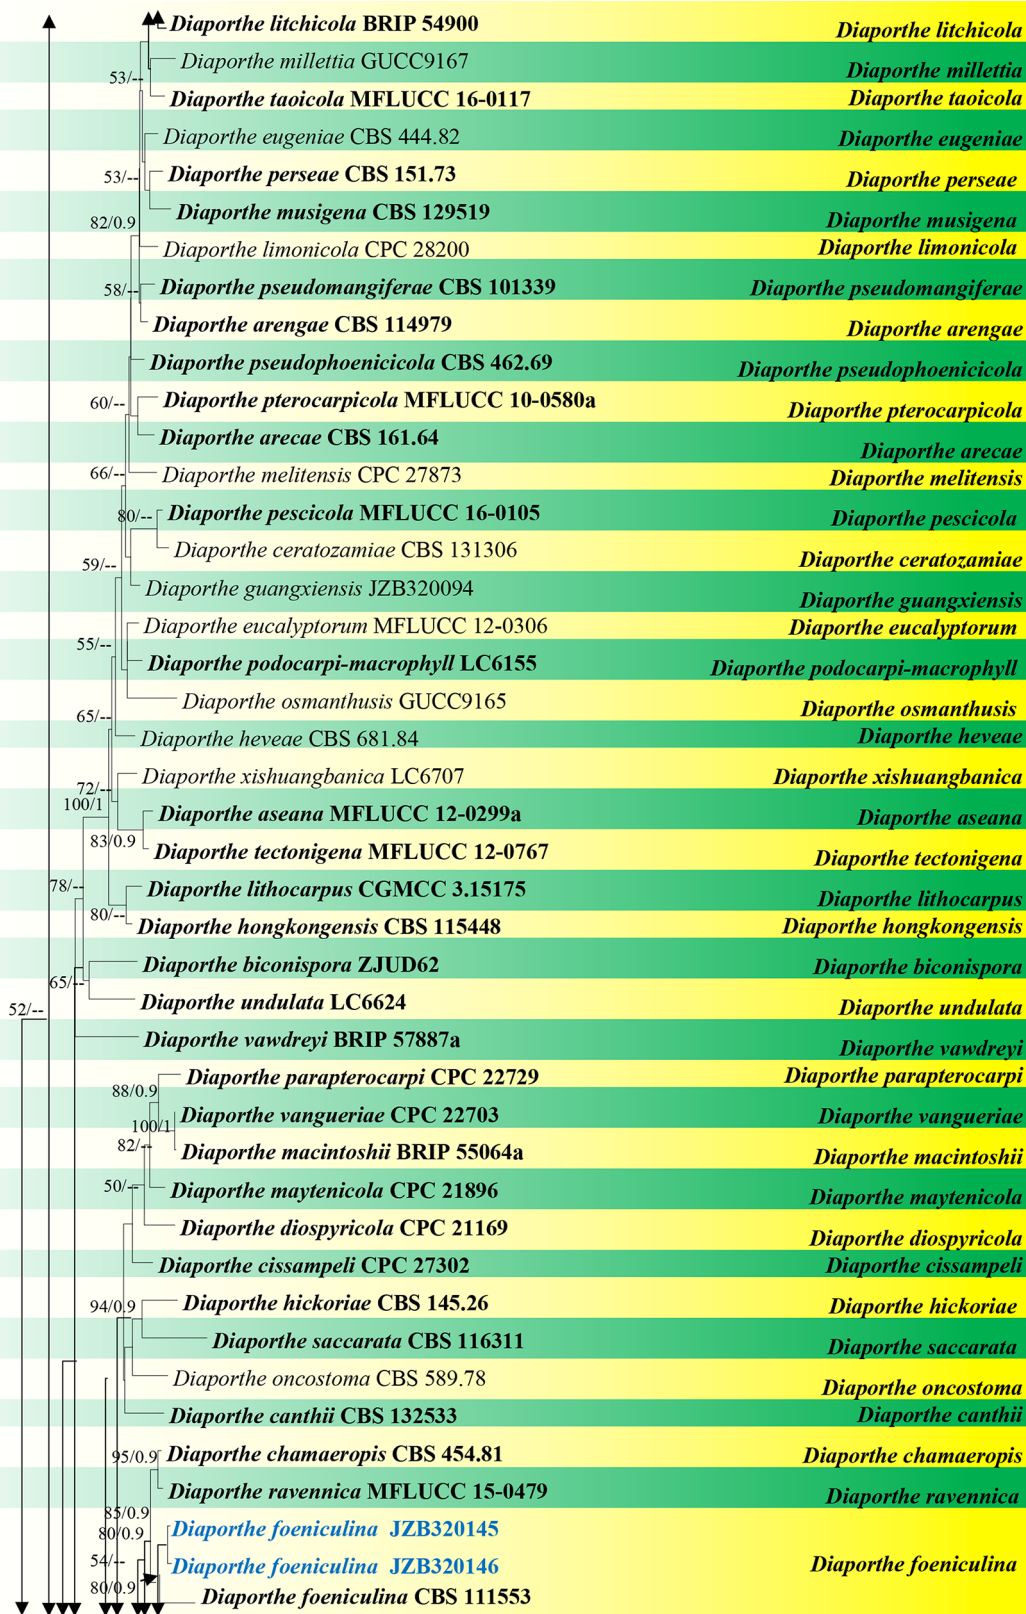 Diaporthe litchicola BRIP 54900 Diaporthe litchicola
Diaporthe millettia GUCC9167 Diaporthe millettia
53/--
Diaporthe taoicola MFLUCC 16-0117 Diaporthe taoicola
Diaporthe eugeniae CBS 444.82 Diaporthe eugeniae
53/-- Diaporthe perseae CBS 151.73 Diaporthe perseae
Diaporthe musigena CBS 129519 Diaporthe musigena
82/0.9
Diaporthe limonicola CPC 28200 Diaporthe limonicola
58/-- Diaporthe pseudomangiferae CBS 101339 Diaporthe pseudomangiferae
Diaporthe arengae CBS 114979 Diaporthe arengae
Diaporthe pseudophoenicicola CBS 462.69 Diaporthe pseudophoenicicola
60/-- Diaporthe pterocarpicola MFLUCC 10-0580a Diaporthe pterocarpicola
Diaporthe arecae CBS 161.64 Diaporthe arecae
66/-- Diaporthe melitensis CPC 27873 Diaporthe melitensis
80/-- Diaporthe pescicola MFLUCC 16-0105 Diaporthe pescicola
Diaporthe ceratozamiae CBS 131306 Diaporthe ceratozamiae
59/--
Diaporthe guangxiensis JZB320094 Diaporthe guangxiensis
Diaporthe eucalyptorum MFLUCC 12-0306 Diaporthe eucalyptorum
55/--
Diaporthe podocarpi-macrophyll LC6155 Diaporthe podocarpi-macrophyll
Diaporthe osmanthusis GUCC9165 Diaporthe osmanthusis
65/--
Diaporthe heveae CBS 681.84 Diaporthe heveae
Diaporthe xishuangbanica LC6707 Diaporthe xishuangbanica
72/--
100/1
Diaporthe aseana MFLUCC 12-0299a Diaporthe aseana
83/0.9
Diaporthe tectonigena MFLUCC 12-0767 Diaporthe tectonigena
78/-- Diaporthe lithocarpus CGMCC 3.15175 Diaporthe lithocarpus
80/--
Diaporthe hongkongensis CBS 115448 Diaporthe hongkongensis
Diaporthe biconispora ZJUD62 Diaporthe biconispora
65/--
Diaporthe undulata LC6624 Diaporthe undulata
52/--
Diaporthe vawdreyi BRIP 57887a Diaporthe vawdreyi
Diaporthe parapterocarpi CPC 22729 Diaporthe parapterocarpi
88/0.9
Diaporthe vangueriae CPC 22703 Diaporthe vangueriae
100/1
82/--
Diaporthe macintoshii BRIP 55064a Diaporthe macintoshii
50/-- Diaporthe maytenicola CPC 21896 Diaporthe maytenicola
Diaporthe diospyricola CPC 21169 Diaporthe diospyricola
Diaporthe cissampeli CPC 27302 Diaporthe cissampeli
94/0.9 Diaporthe hickoriae CBS 145.26 Diaporthe hickoriae
Diaporthe saccarata CBS 116311 Diaporthe saccarata
Diaporthe oncostoma CBS 589.78 Diaporthe oncostoma
Diaporthe canthii CBS 132533 Diaporthe canthii
95/0.9 Diaporthe chamaeropis CBS 454.81 Diaporthe chamaeropis
Diaporthe ravennica MFLUCC 15-0479 Diaporthe ravennica
85/0.9
80/0.9 Diaporthe foeniculina JZB320145
54/-- Diaporthe foeniculina JZB320146 Diaporthe foeniculina
80/0.9
Diaporthe foeniculina CBS 111553